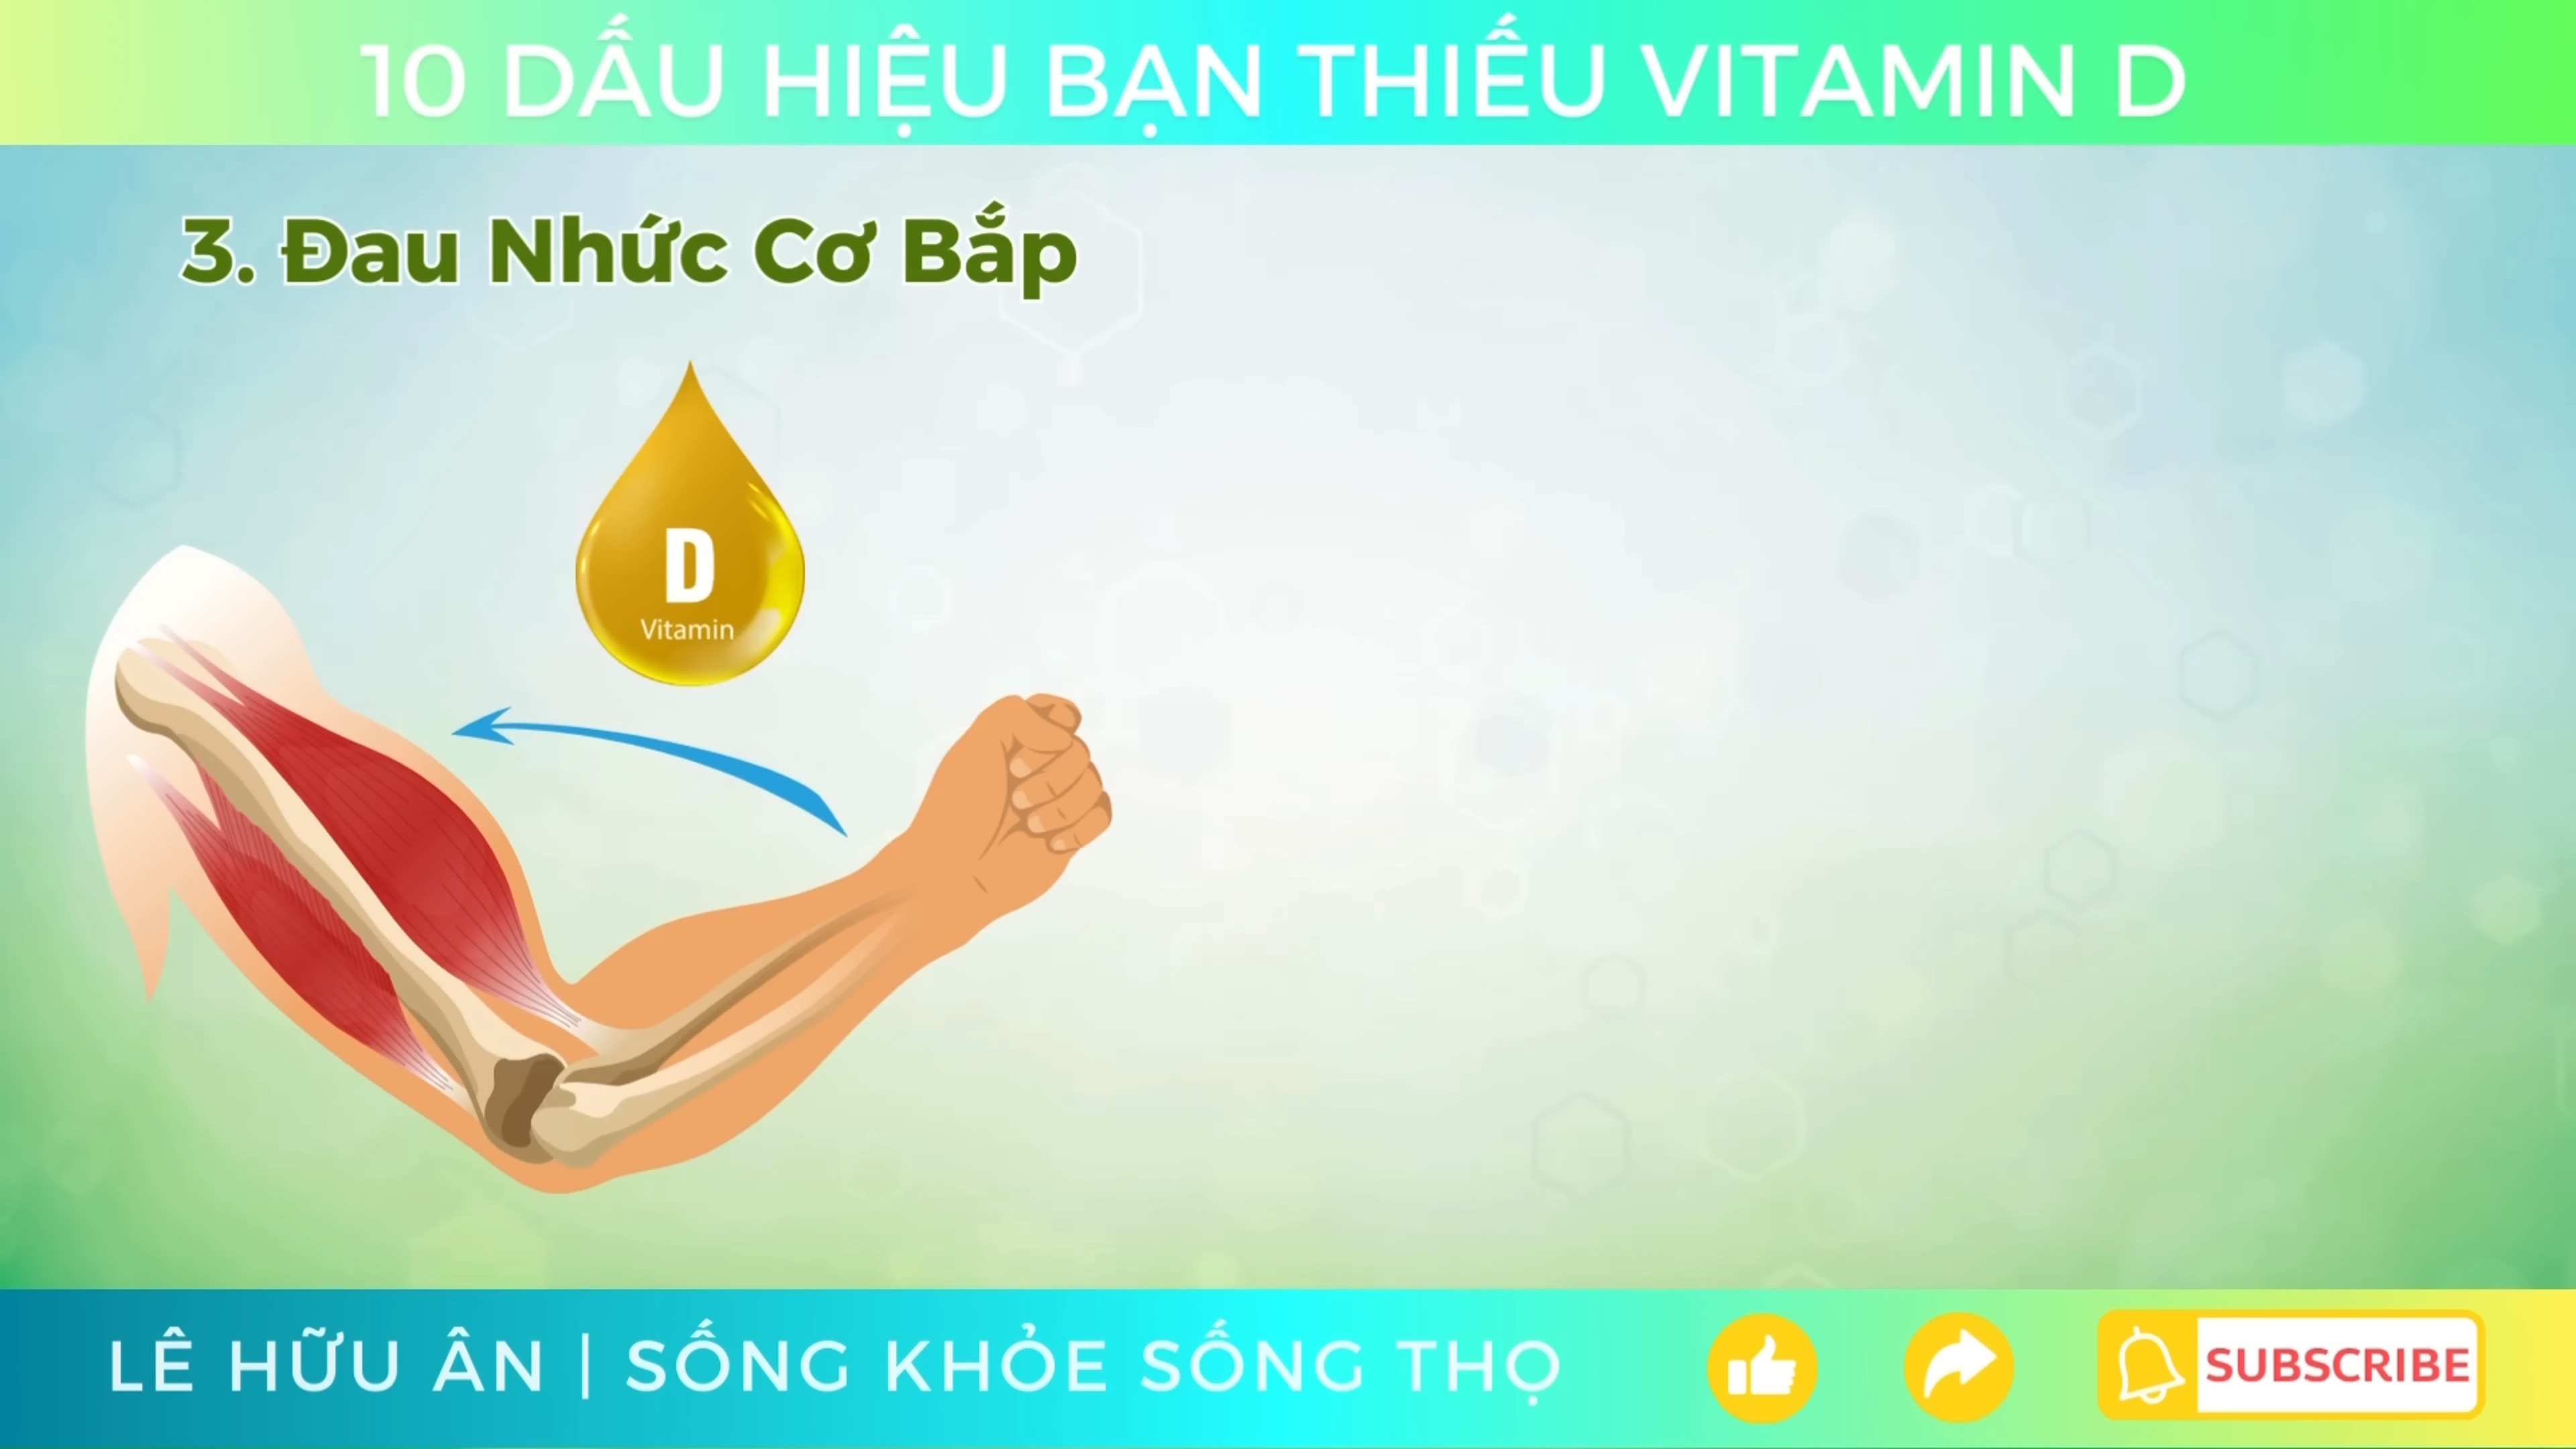 10 DẤU HIỆU BẠN THIẾU VITAMIN D
3. Đau Nhức Cơ Bắp
D
Vitamin
LÊ HỮU ÂN | SỐNG KHỎE SỐNG THỌ
SUBSCRIBE